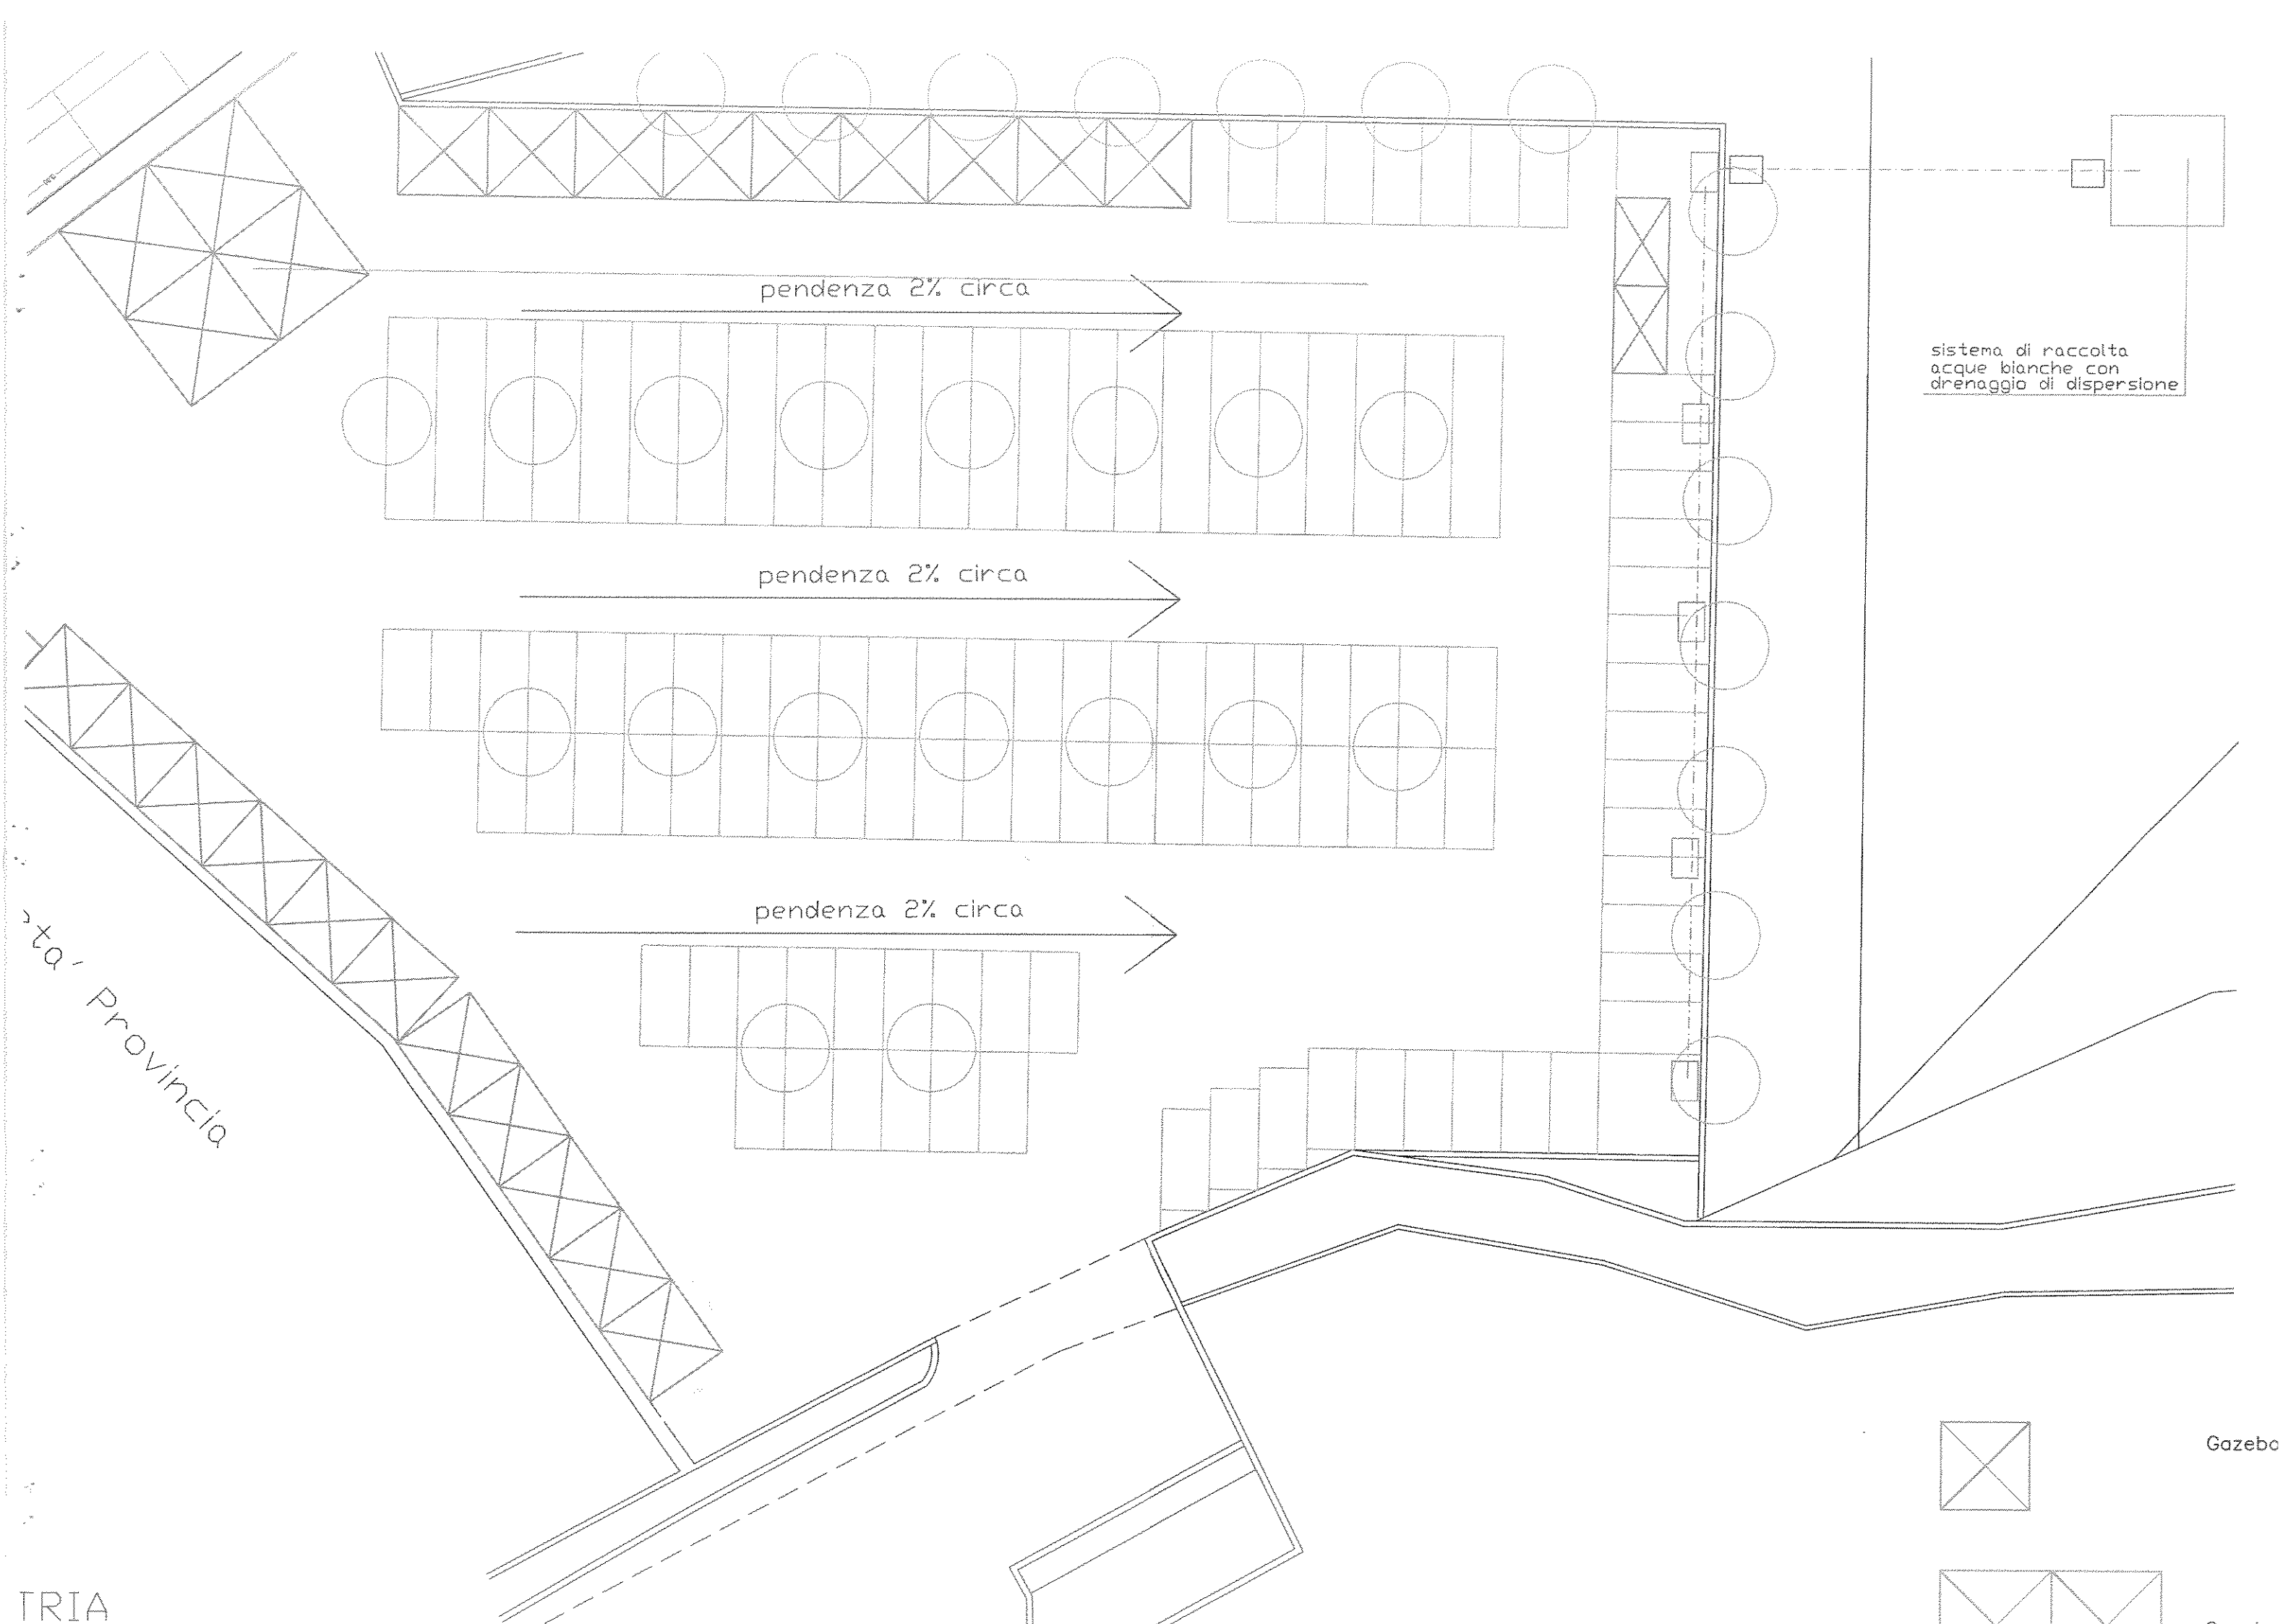 pendenza 2% circa
sistema di raccolta
acque bianche con
drenaggio di dispersione
pendenza 2% circa
pendenza 2% circa
Provincia
Gazebo
TRIA